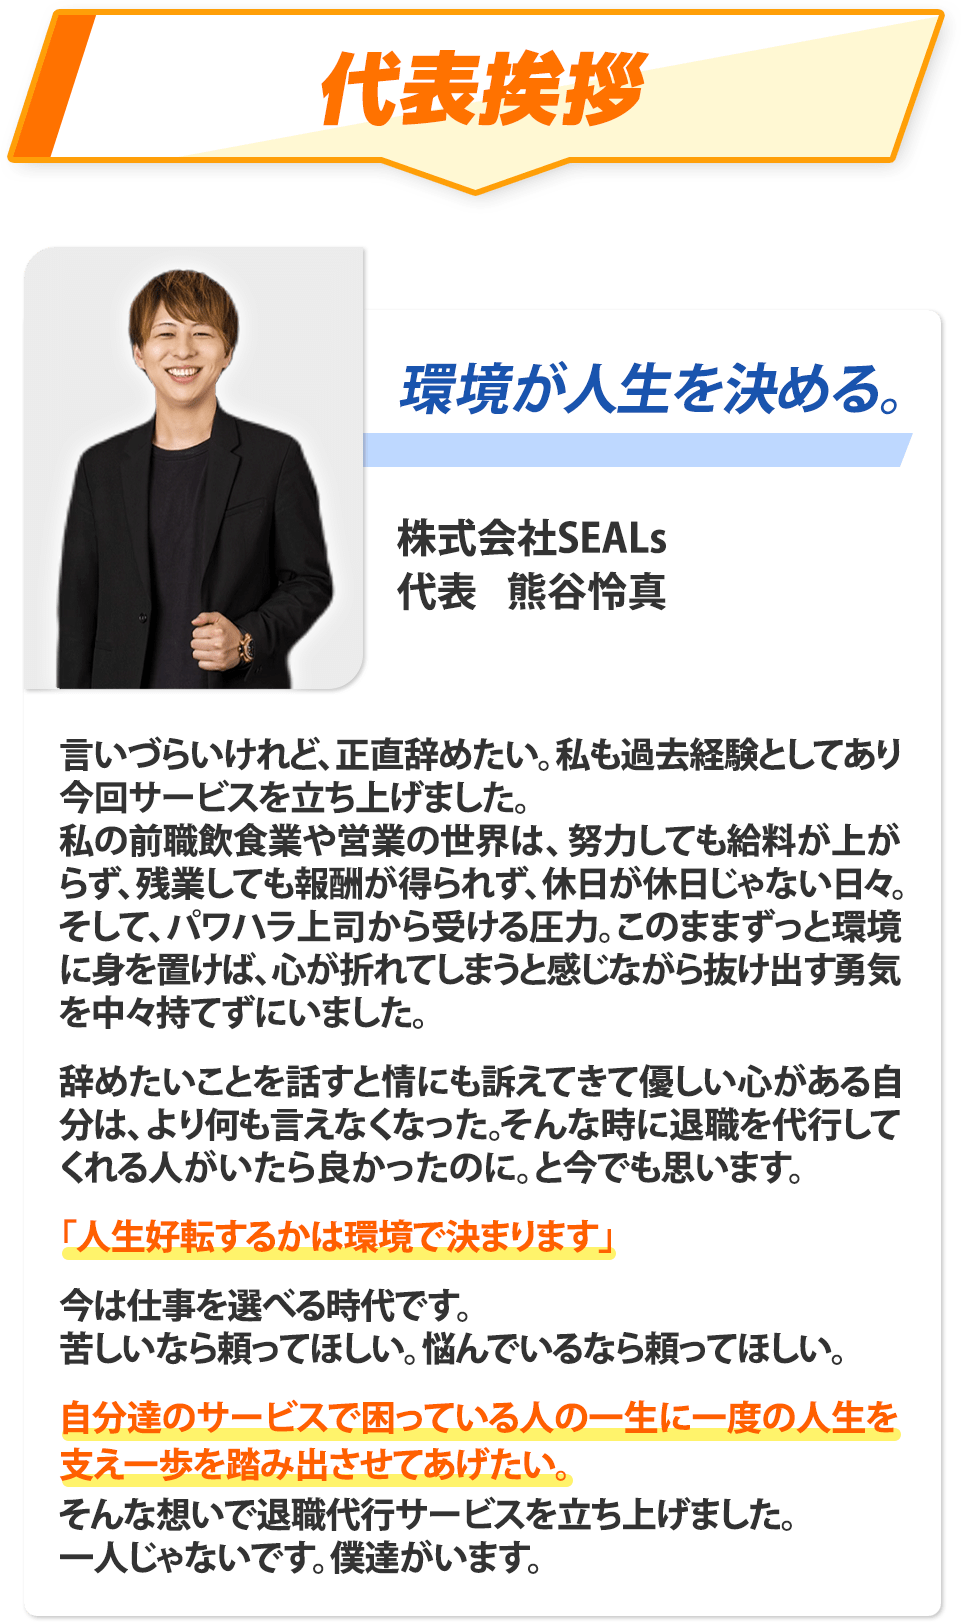 代表挨拶
環境が人生を決める。
株式会社SEALs
代表 熊谷怜真
言いづらいけれど、正直辞めたい。私も過去経験としてあり
今回サービスを立ち上げました。
私の前職飲食業や営業の世界は、努力しても給料が上が
らず、残業しても報酬が得られず、休日が休日じゃない日々。
そして、パワハラ上司から受ける圧力。このままずっと環境
に身を置けば、心が折れてしまうと感じながら抜け出す勇気
を中々持てずにいました。
辞めたいことを話すと情にも訴えてきて優しい心がある自
分は、より何も言えなくなった。そんな時に退職を代行して
くれる人がいたら良かったのに。と今でも思います。
「人生好転するかは環境で決まります」
今は仕事を選べる時代です。
苦しいなら頼ってほしい。悩んでいるなら頼ってほしい。
自分達のサービスで困っている人の一生に一度の人生を
支え一歩を踏み出させてあげたい。
そんな想いで退職代行サービスを立ち上げました。
一人じゃないです。僕達がいます。